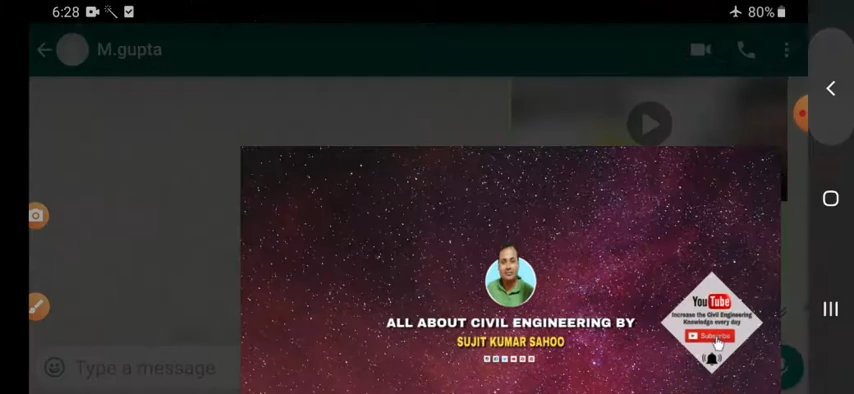 6:28
80%
M.gupta
ALL ABOUT CIVIL ENGINEERING BY
SUJIT KUMAR SAHOO
YouTube
Increase the Civil Engineering
Knowledge every day
Subscribe
Type a message